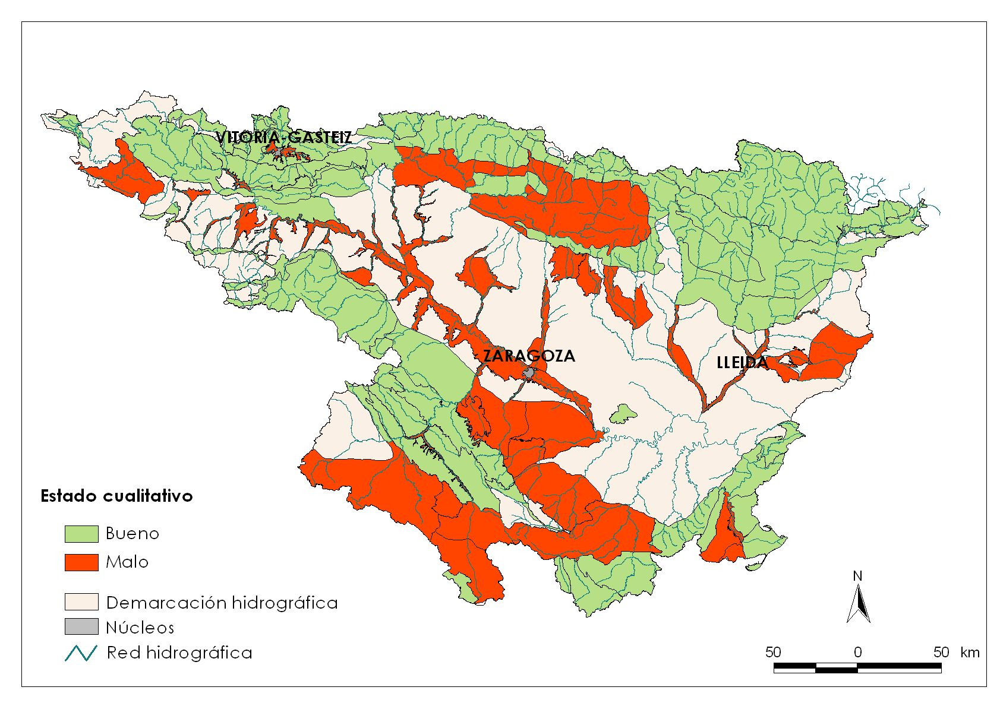 VITORIA-GASTEIZ
ZARAGOZA
LLEIDA
Estado cualitativo
Bueno
Malo
Demarcación hidrográfica
Núcleos
Red hidrográfica
N
50 0 50 km